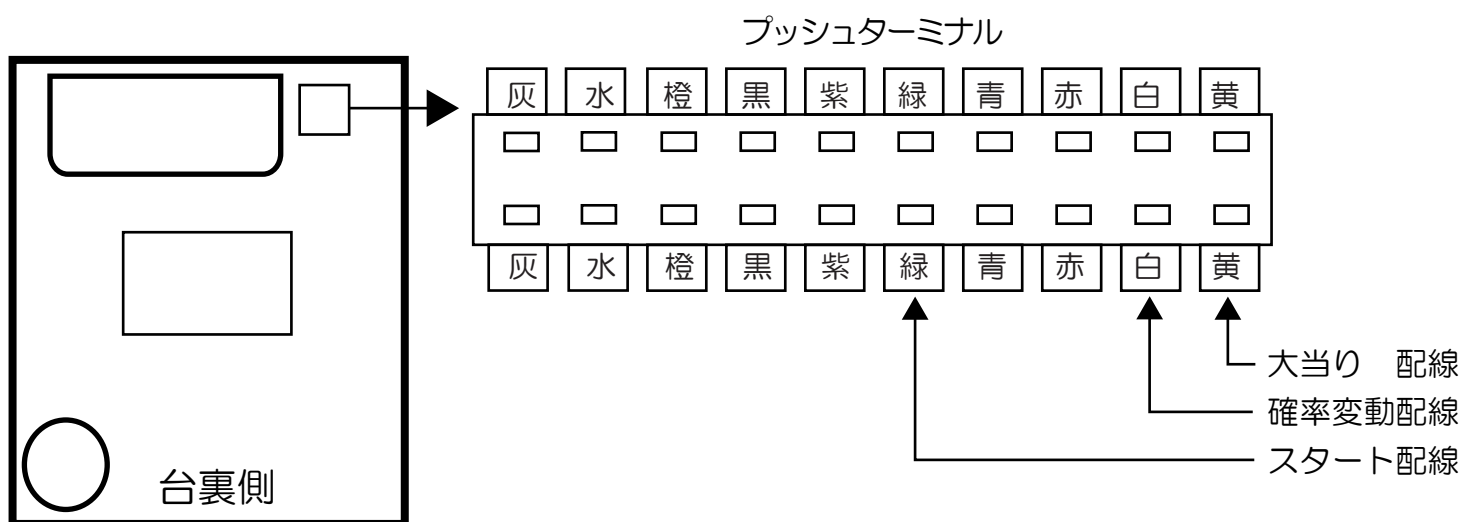 プッシュターミナル
灰 水 橙 黒 紫 緑 青 赤 白 黄
灰 水 橙 黒 紫 緑 青 赤 白 黄
大当り　配線
確率変動配線
スタート配線
台裏側